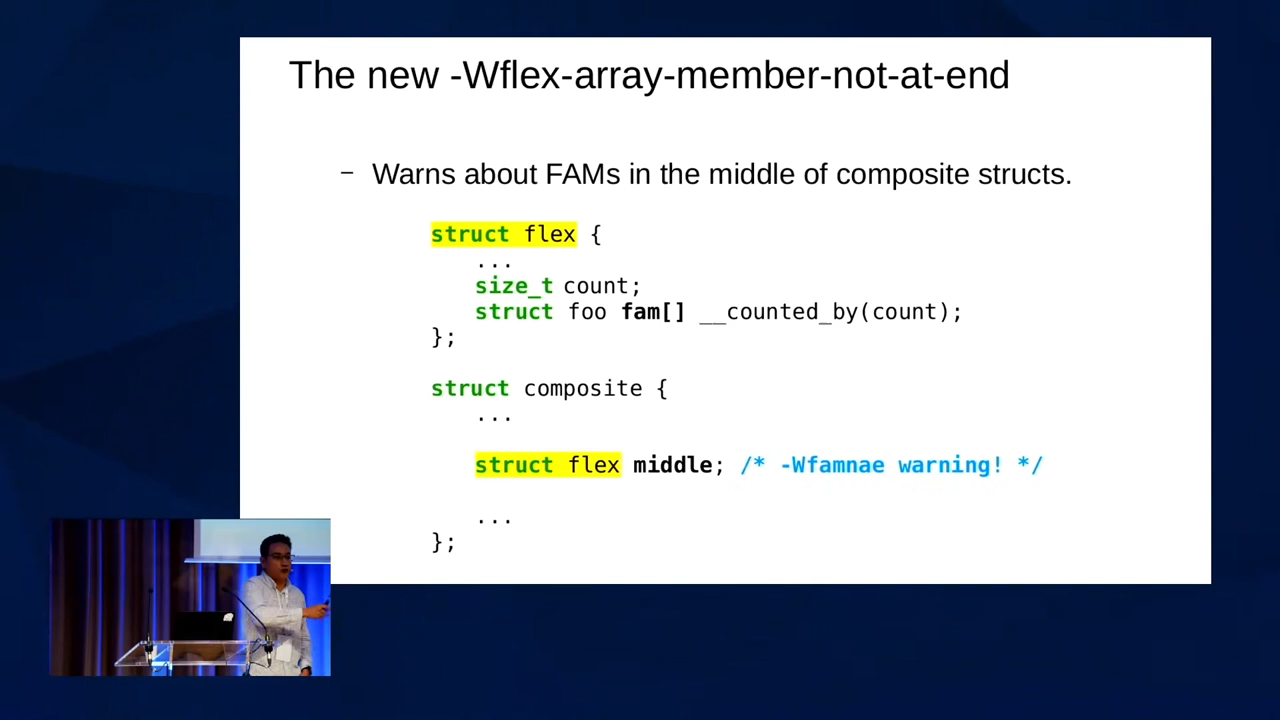 The new -Wflex-array-member-not-at-end
– Warns about FAMs in the middle of composite structs.
struct flex {
...
size_t count;
struct foo fam[] __counted_by(count);
};
struct composite {
...
struct flex middle; /* -Wfamnae warning! */
...
};